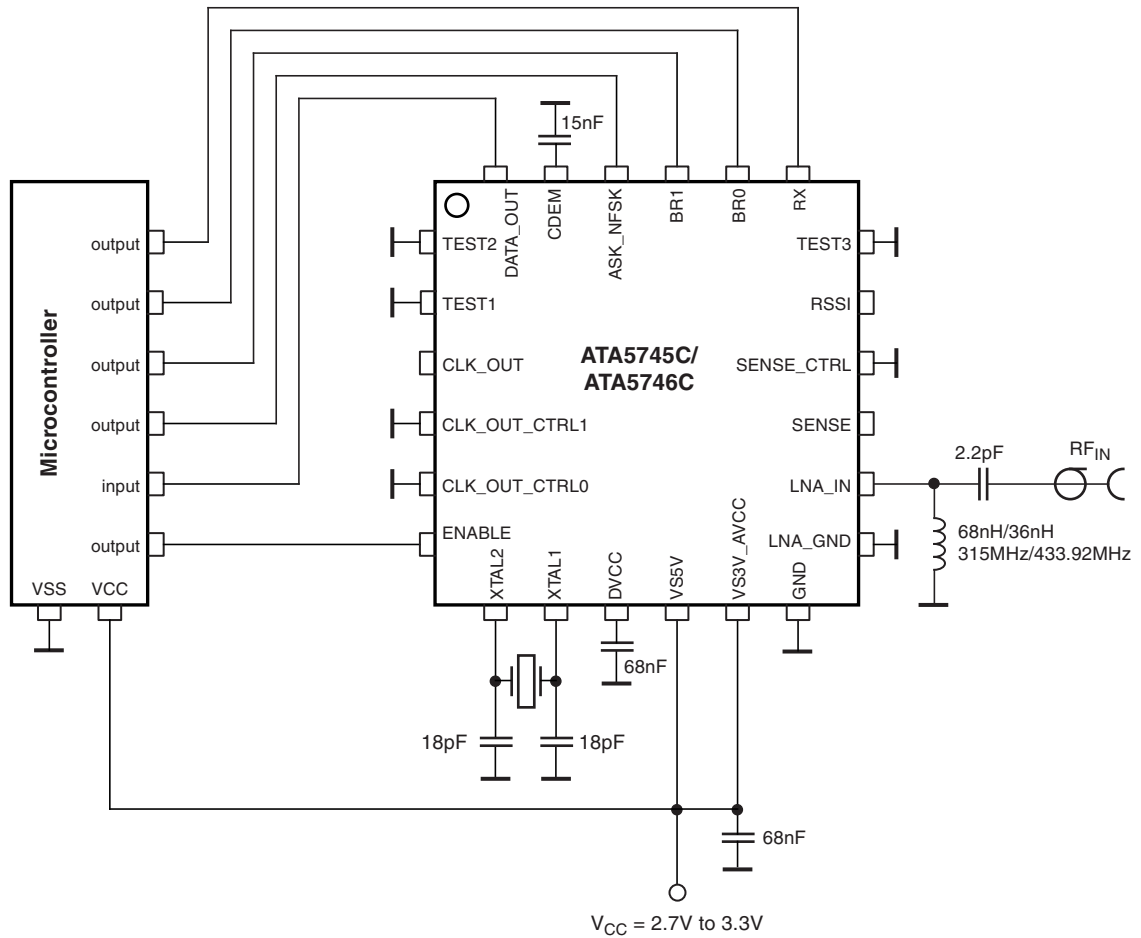 15nF
DATA_OUT
CDEM
ASK_NFSK
BR1
BR0
RX
output
TEST2
TEST3
output
TEST1
RSSI
Microcontroller
ATA5745C/
ATA5746C
output
CLK_OUT
SENSE_CTRL
output
CLK_OUT_CTRL1
SENSE
2.2pF
RFIN
input
CLK_OUT_CTRL0
LNA_IN
output
ENABLE
LNA_GND
68nH/36nH
315MHz/433.92MHz
VSS
VCC
XTAL2
XTAL1
DVCC
VS5V
VS3V_AVCC
GND
68nF
18pF
18pF
68nF
VCC = 2.7V to 3.3V